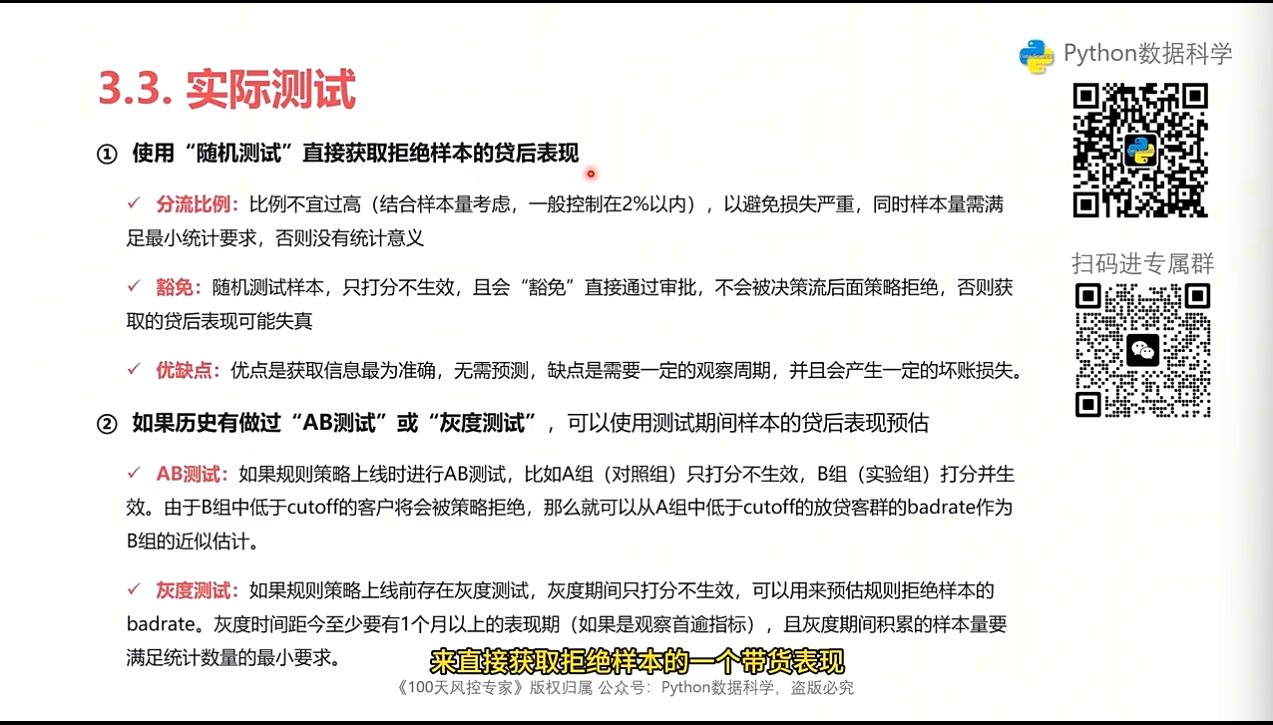 Python数据科学
3.3. 实际测试
① 使用“随机测试”直接获取拒绝样本的贷后表现
✓ 分流比例：比例不宜过高（结合样本量考虑，一般控制在2%以内），以避免损失严重，同时样本量需满
足最小统计要求，否则没有统计意义
扫码进专属群
✓ 豁免：随机测试样本，只打分不生效，且会“豁免”直接通过审批，不会被决策流后面策略拒绝，否则获
取的贷后表现可能失真
✓ 优缺点：优点是获取信息最为准确，无需预测，缺点是需要一定的观察周期，并且会产生一定的坏账损失。
② 如果历史有做过“AB测试”或“灰度测试”，可以使用测试期间样本的贷后表现预估
✓ AB测试：如果规则策略上线时进行AB测试，比如A组（对照组）只打分不生效，B组（实验组）打分并生
效。由于B组中低于cutoff的客户将会被策略拒绝，那么就可以从A组中低于cutoff的放贷客群的badrate作为
B组的近似估计。
✓ 灰度测试：如果规则策略上线前存在灰度测试，灰度期间只打分不生效，可以用来预估规则拒绝样本的
badrate。灰度时间距今至少要有1个月以上的表现期（如果是观察首逾指标），且灰度期间积累的样本量要
满足统计数量的最小要求。
来直接获取拒绝样本的一个带货表现
《100天风控专家》版权归属 公众号：Python数据科学，盗版必究